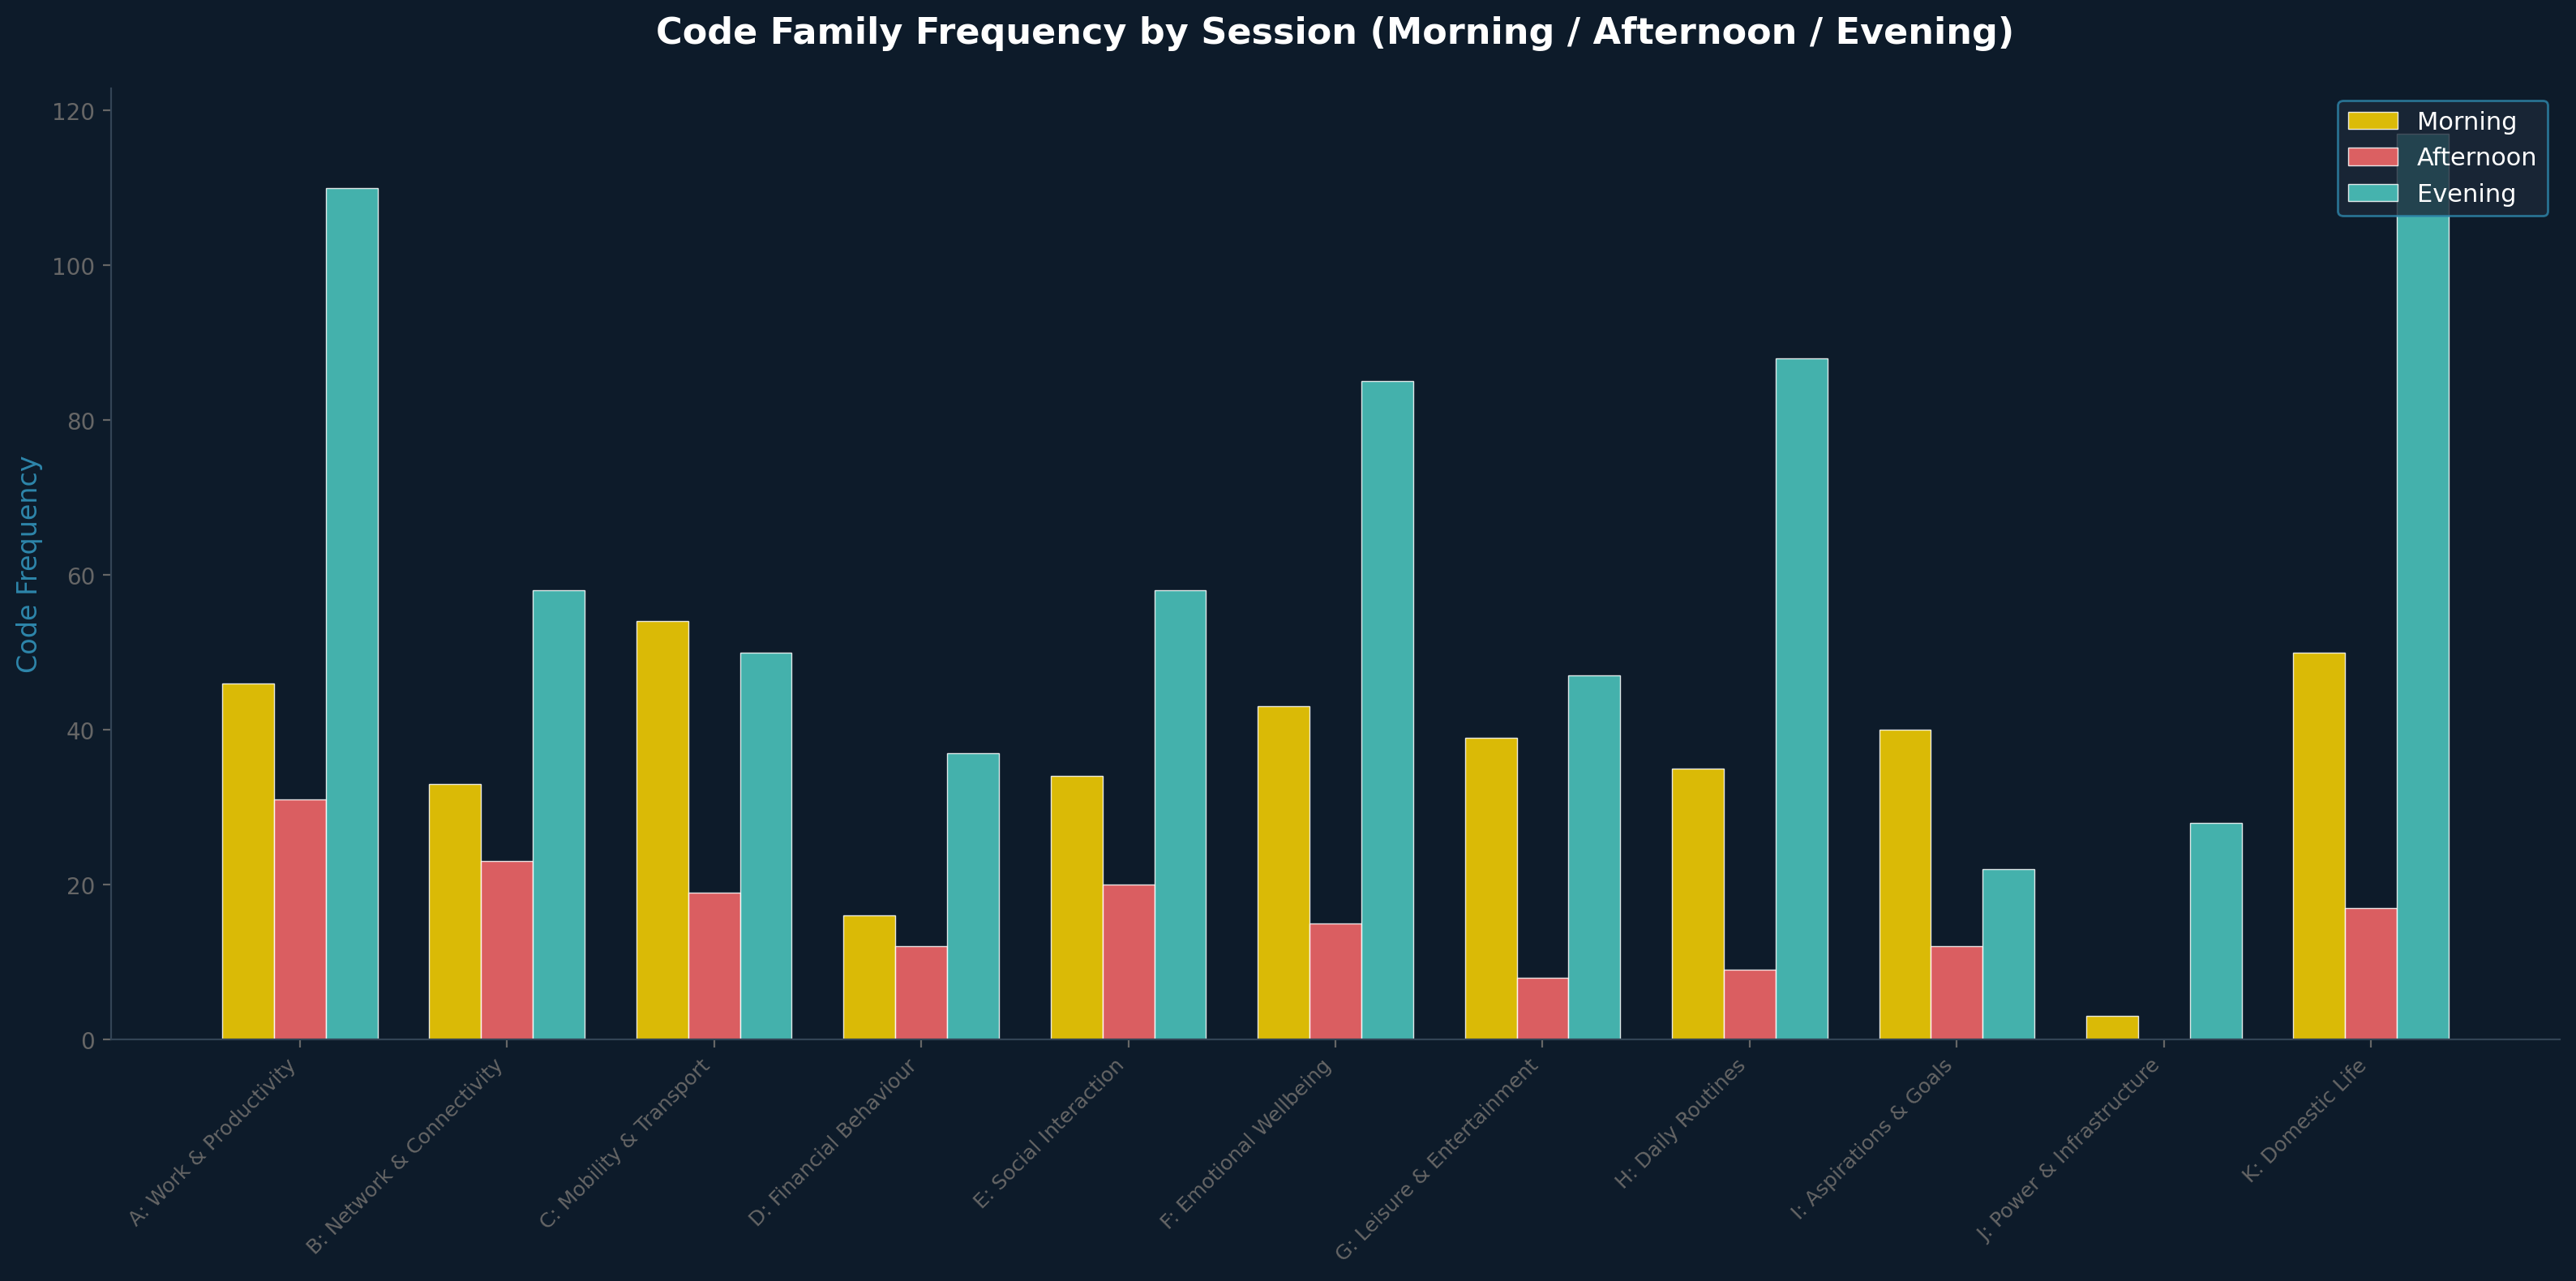 Code Family Frequency by Session (Morning / Afternoon / Evening)
Morning
Afternoon
Evening
Code Frequency
120
100
80
60
40
20
0
A: Work & Productivity
B: Network & Connectivity
C: Mobility & Transport
D: Financial Behaviour
E: Social Interaction
F: Emotional Wellbeing
G: Leisure & Entertainment
H: Daily Routines
I: Aspirations & Goals
J: Power & Infrastructure
K: Domestic Life